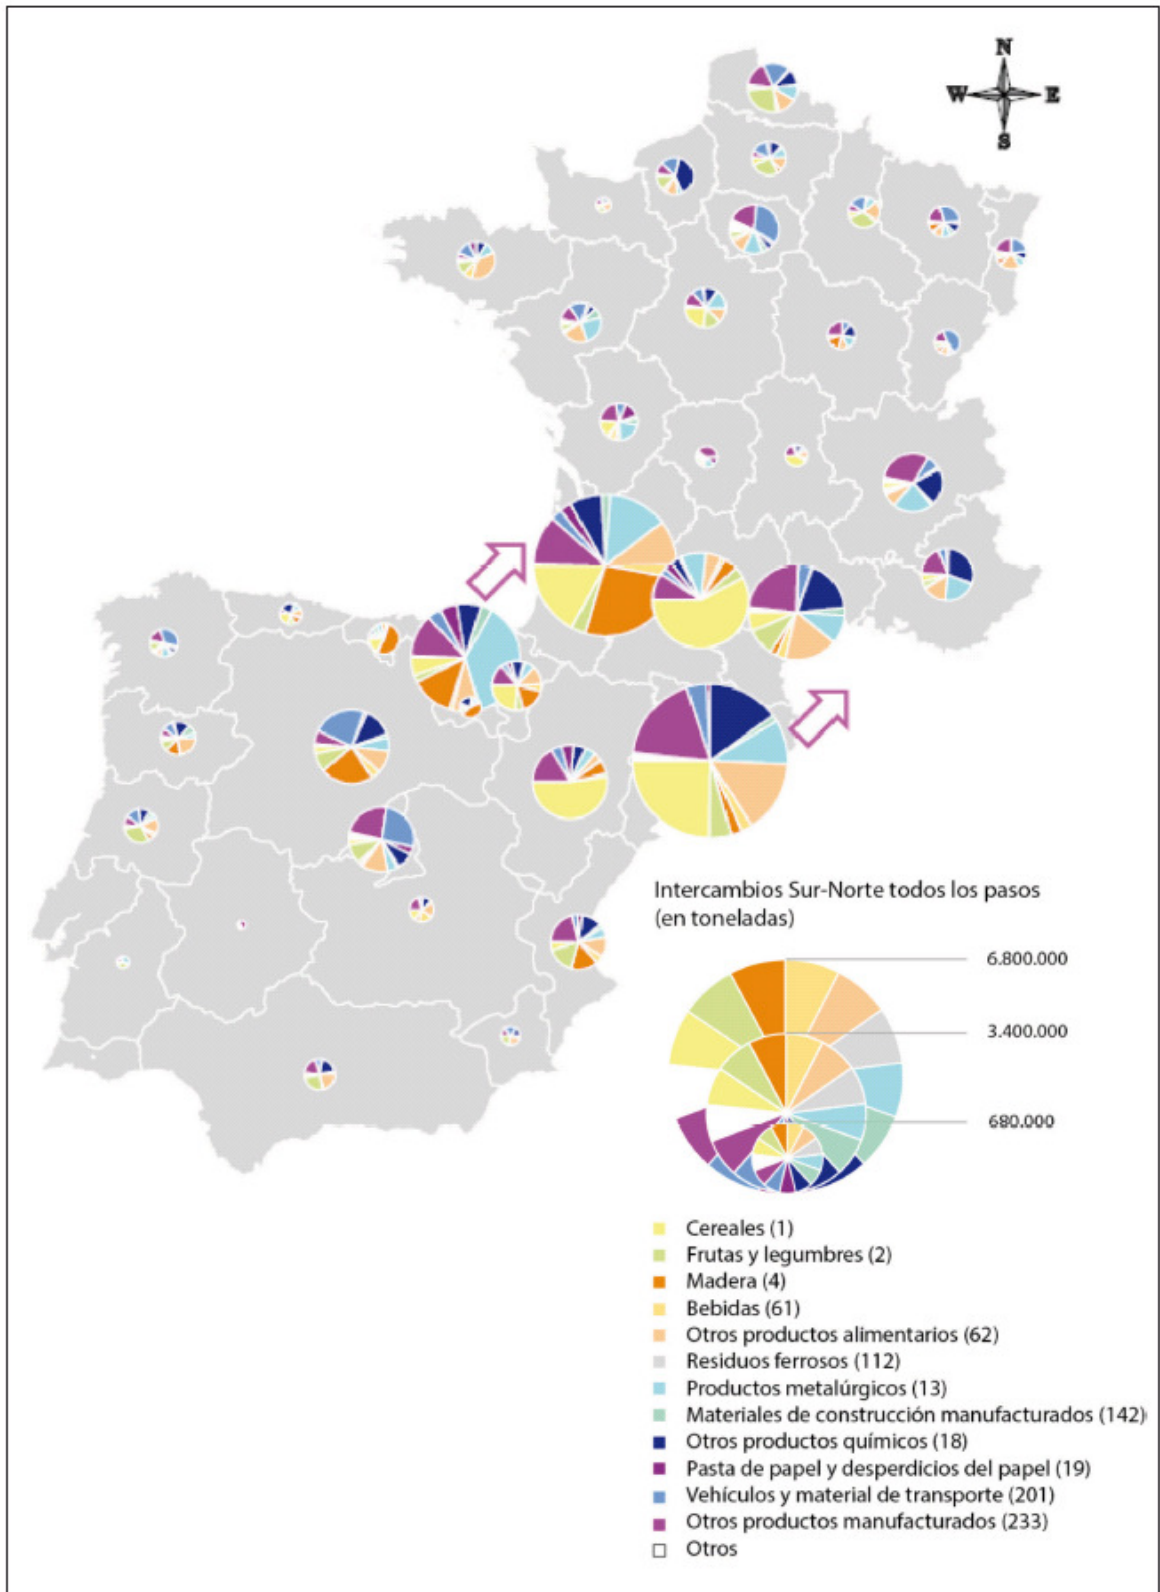 N
W E
S
Intercambios Sur-Norte todos los pasos
(en toneladas)
6.800.000
3.400.000
680.000
Cereales (1)
Frutas y legumbres (2)
Madera (4)
Bebidas (61)
Otros productos alimentarios (62)
Residuos ferrosos (112)
Productos metalúrgicos (13)
Materiales de construcción manufacturados (142)
Otros productos químicos (18)
Pasta de papel y desperdicios del papel (19)
Vehículos y material de transporte (201)
Otros productos manufacturados (233)
Otros